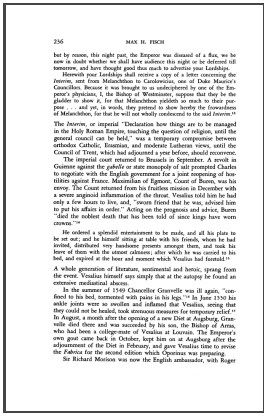 236 MAX H. FISCH
but by reason, this night past, the Emperor was diseased of a flux, we be
now in doubt whether we shall have audience this night or be deferred till
tomorrow, and have thought good thus much to advertise your Lordships.
Herewith your Lordships shall receive a copy of a letter concerning the
Interim, sent from Melanchton to Carolowicius, one of Duke Maurice's
Councillors. Because it was brought to us undeciphered by one of the Em-
peror's physicians, I, the Bishop of Westminster, suppose that they be the
gladder to show it, for that Melanchton yieldeth so much to their pur-
pose . . . and yet, in words, they pretend to show hereby the frowardness
of Melanchton, for that he will not wholly condescend to the said Interim.
The Interim, or imperial "Declaration how things are to be managed
in the Holy Roman Empire, touching the question of religion, until the
general council can be held," was a temporary compromise between
orthodox Catholic, Erastian, and moderate Lutheran views, until the
Council of Trent, which had adjourned a year before, should reconvene.
The imperial court returned to Brussels in September. A revolt in
Guienne against the gabelle or state monopoly of salt prompted Charles
to negotiate with the English government for a joint reopening of hos-
tilities against France. Maximilian of Egmont, Count of Buren, was his
envoy. The Count returned from his fruitless mission in December with
a severe anginoid inflammation of the throat. Vesalius told him he had
only a few hours to live, and, "sworn friend that he was, advised him
to put his affairs in order." Acting on the prognosis and advice, Buren
"died the noblest death that has been told of since kings have worn
crowns."
He ordered a splendid entertainment to be made, and all his plate to
be set out; and he himself sitting at table with his friends, whom he had
invited, distributed very handsome presents amongst them, and took his
leave of them with the utmost calmness; after which he was carried to his
bed, and expired at the hour and moment which Vesalius had foretold.
A whole generation of literature, sentimental and heroic, sprang from
the event. Vesalius himself says simply that at the autopsy he found an
extensive mediastinal abscess.
In the summer of 1549 Chancellor Granvelle was ill again, "con-
fined to his bed, tormented with pains in his legs." In June 1550 his
ankle joints were so swollen and inflamed that Vesalius, seeing that
they could not be healed, took strenuous measures for temporary relief.
In August, a month after the opening of a new Diet at Augsburg, Gran-
velle died there and was succeeded by his son, the Bishop of Arras,
who had been a college-mate of Vesalius at Louvain. The Emperor's
own gout came back in October, kept him on at Augsburg after the
adjournment of the Diet in February, and gave Vesalius time to revise
the Fabrica for the second edition which Oporinus was preparing.
Sir Richard Morison was now the English ambassador, with Roger